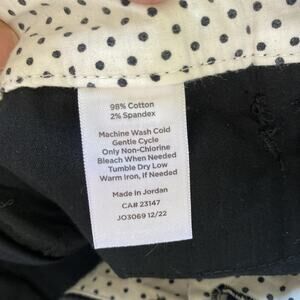 98% Cotton
2% Spandex
Machine Wash Cold
Gentle Cycle
Only Non-Chlorine
Bleach When Needed
Tumble Dry Low
Warm Iron, If Needed
Made in Jordan
CA# 23147
JO3069 12/22